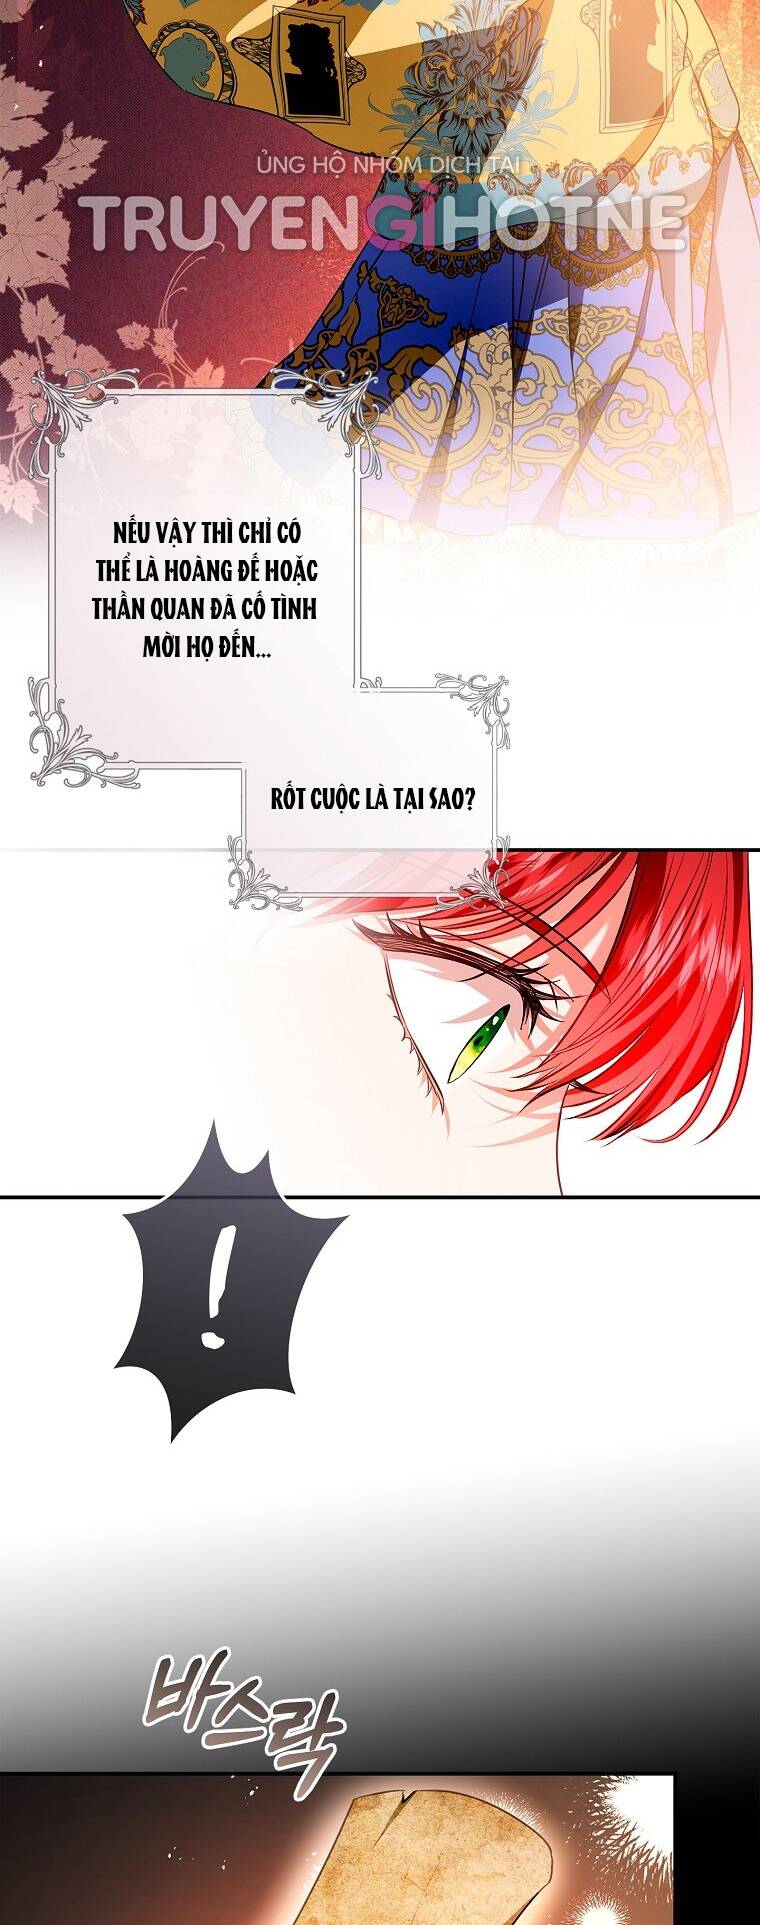 ỦNG HỘ NHÓM DỊCH TẠI
TRUYENGIHOTNE
NẾU VẬY THÌ CHỈ CÓ
THỂ LÀ HOÀNG ĐẾ HOẶC
THẦN QUAN ĐÃ CỐ TÌNH
MỜI HỌ ĐẾN...
RỐT CUỘC LÀ TẠI SAO?
!
바스락